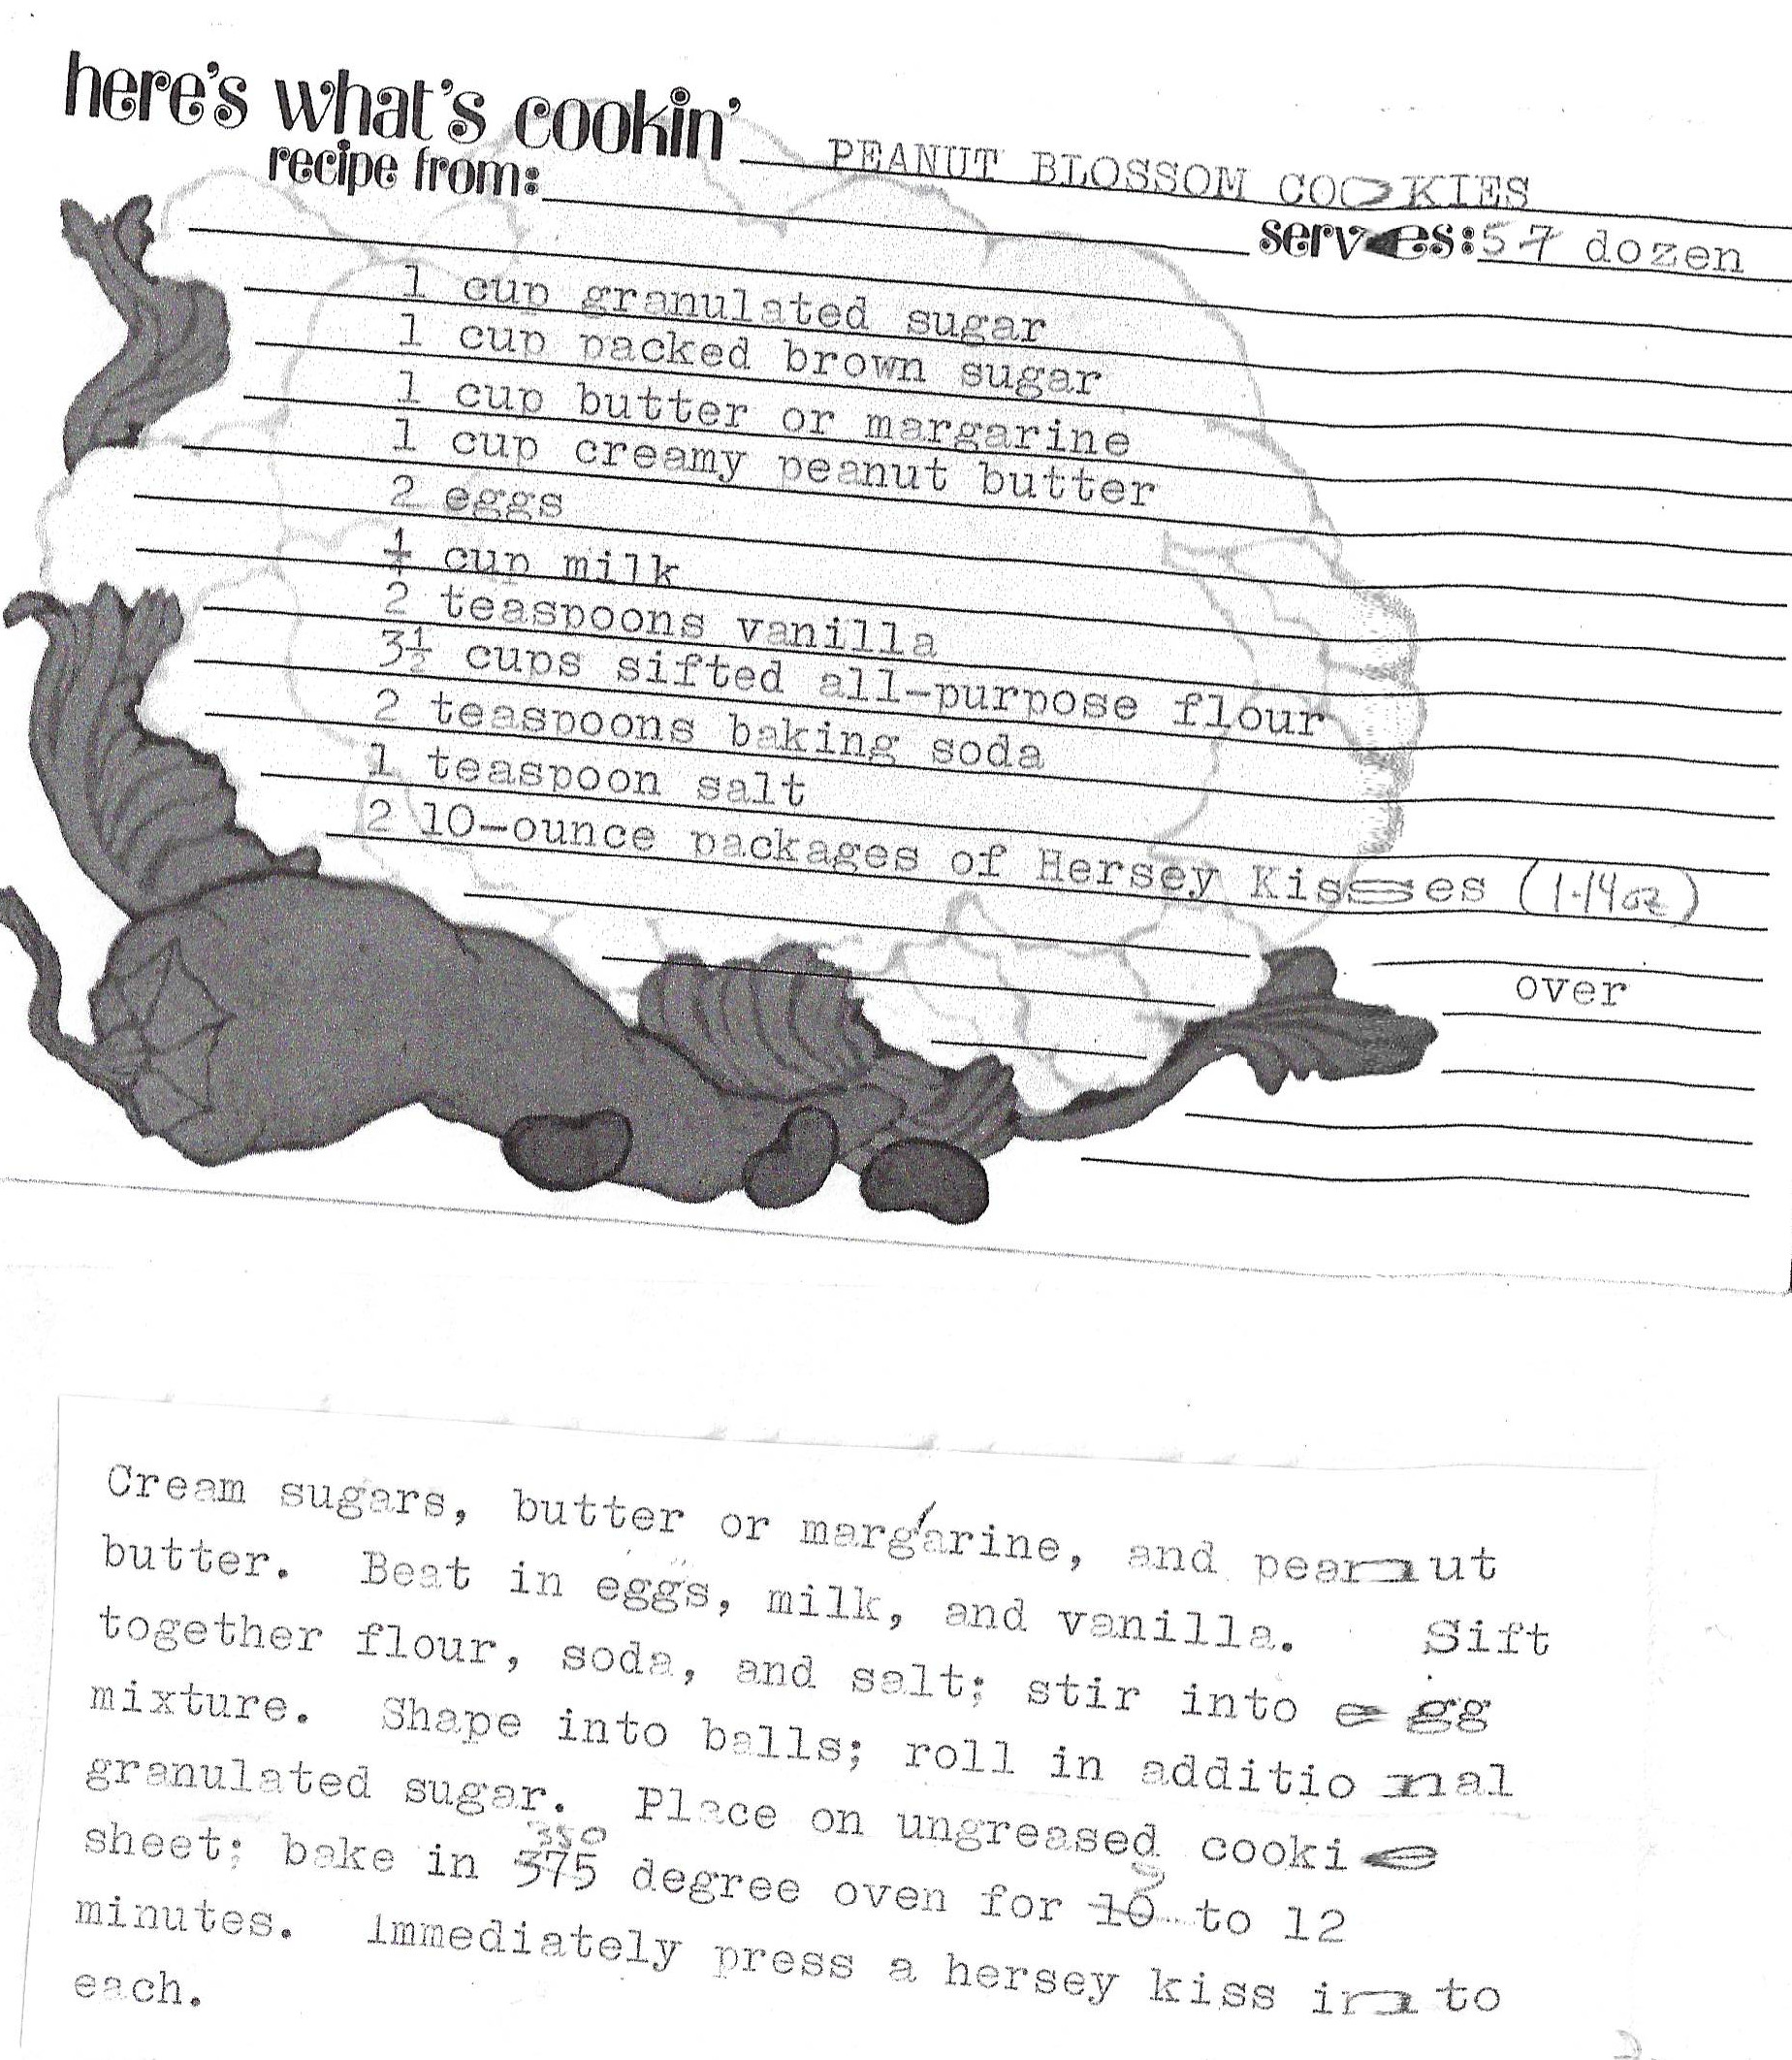 here's what's cookin' PEANUT BLOSSOM COOKIES
recipe from:
serves: 5 7 dozen
1 cup granulated sugar
1 cup packed brown sugar
1 cup butter or margarine
1 cup creamy peanut butter
2 eggs
¼ cup milk
2 teaspoons vanilla
3½ cups sifted all-purpose flour
2 teaspoons baking soda
1 teaspoon salt
2 10-ounce packages of Hersey Kisses (1-14oz)
over
Cream sugars, butter or margarine, and peanut
butter. Beat in eggs, milk, and vanilla. Sift
together flour, soda, and salt; stir into egg
mixture. Shape into balls; roll in additional
granulated sugar. Place on ungreased cookie
350
sheet; bake in 375 degree oven for 10 to 12
minutes. Immediately press a hersey kiss into
each.